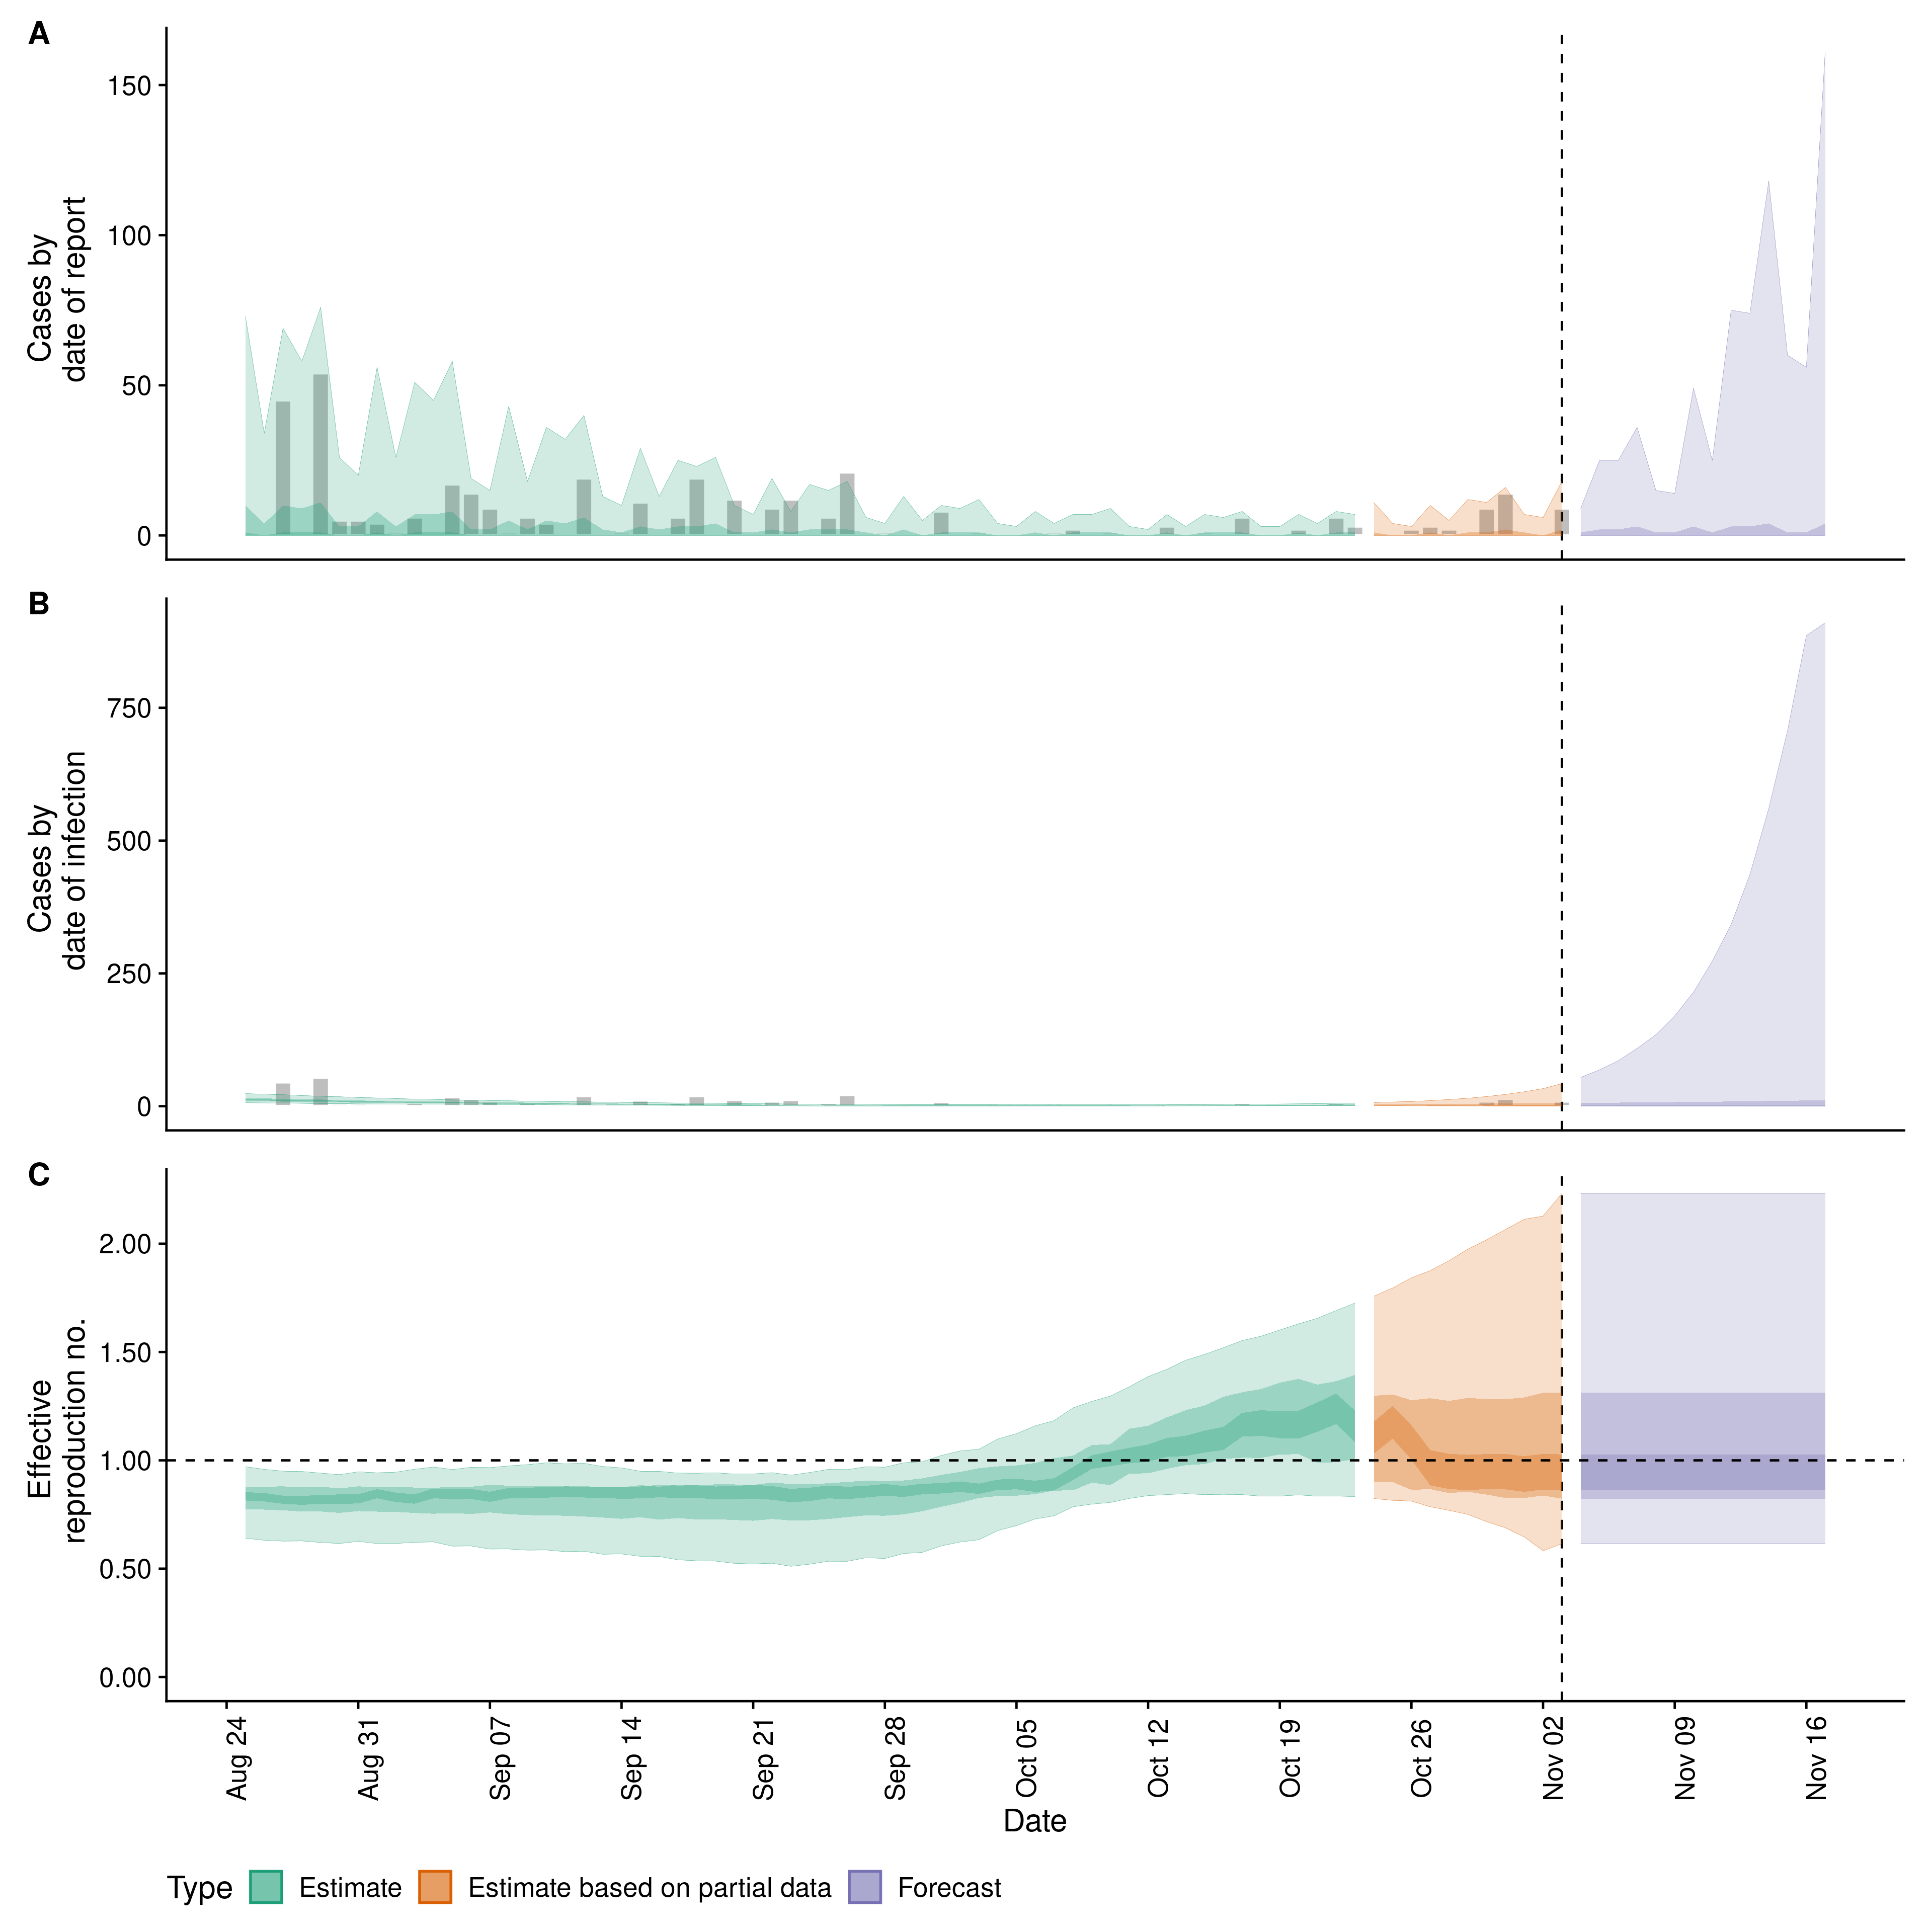 A
150
100
50
0
Cases by
date of report
B
750
500
250
0
Cases by
date of infection
C
2.00
1.50
1.00
0.50
0.00
Effective
reproduction no.
Aug 24
Aug 31
Sep 07
Sep 14
Sep 21
Sep 28
Oct 05
Oct 12
Oct 19
Oct 26
Nov 02
Nov 09
Nov 16
Date
Type Estimate Estimate based on partial data Forecast